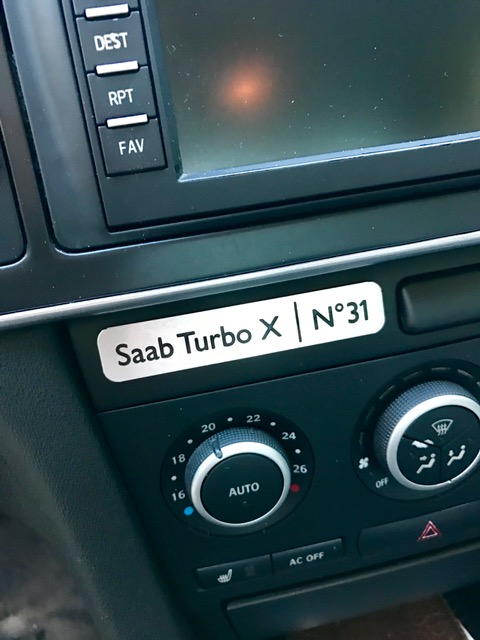 DEST
RPT
FAV
Saab Turbo X | N°31
16 18 20 22 24 26
AUTO
OFF
AC OFF